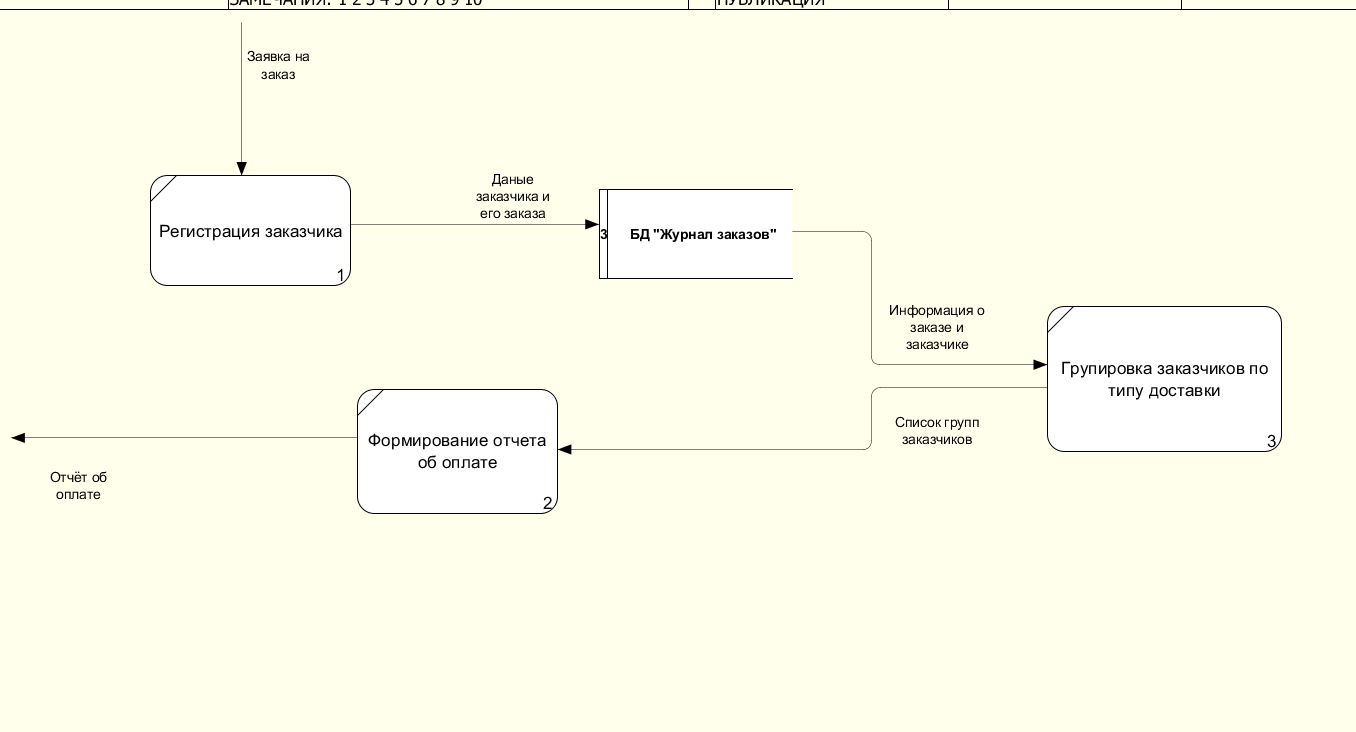 ЗАМЕЧАНИЯ: 1 2 3 4 5 6 7 8 9 10
ПУБЛИКАЦИЯ
Заявка на
заказ
Регистрация заказчика
1
Даные
заказчика и
его заказа
3
БД "Журнал заказов"
Информация о
заказе и
заказчике
Групировка заказчиков по
типу доставки
3
Список групп
заказчиков
Формирование отчета
об оплате
2
Отчёт об
оплате